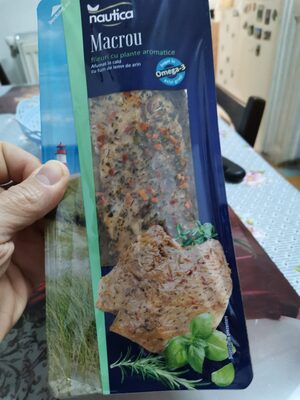 nautica
Macrou
fileuri cu plante aromatice
Afumat la cald
cu fum de lemn de arin
Omega-3